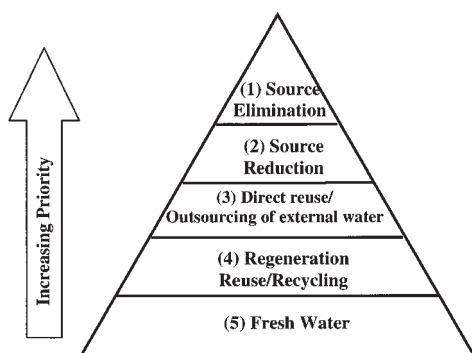 Increasing Priority
(1) Source
Elimination
(2) Source
Reduction
(3) Direct reuse/
Outsourcing of external water
(4) Regeneration
Reuse/Recycling
(5) Fresh Water